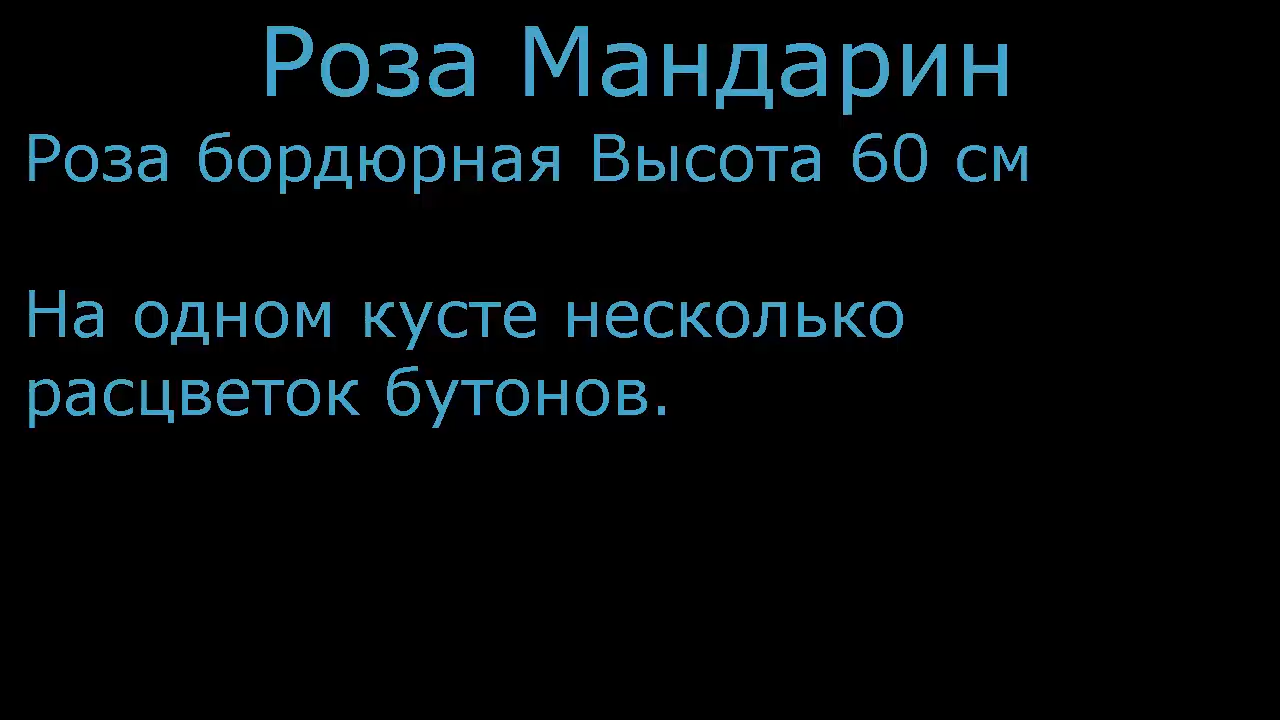 Роза Мандарин
Роза бордюрная Высота 60 см
На одном кусте несколько
расцветок бутонов.